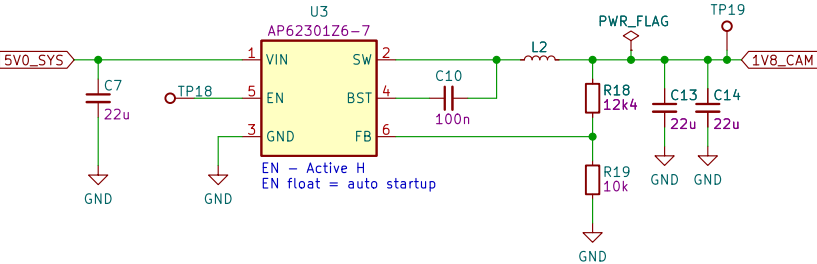 U3
AP62301Z6-7
5V0_SYS
1
VIN
SW
2
L2
PWR_FLAG
TP19
1V8_CAM
C7
22u
TP18
5
EN
BST
4
C10
100n
R18
12k4
C13
22u
C14
22u
3
GND
FB
6
EN - Active H
EN float = auto startup
R19
10k
GND
GND
GND
GND
GND